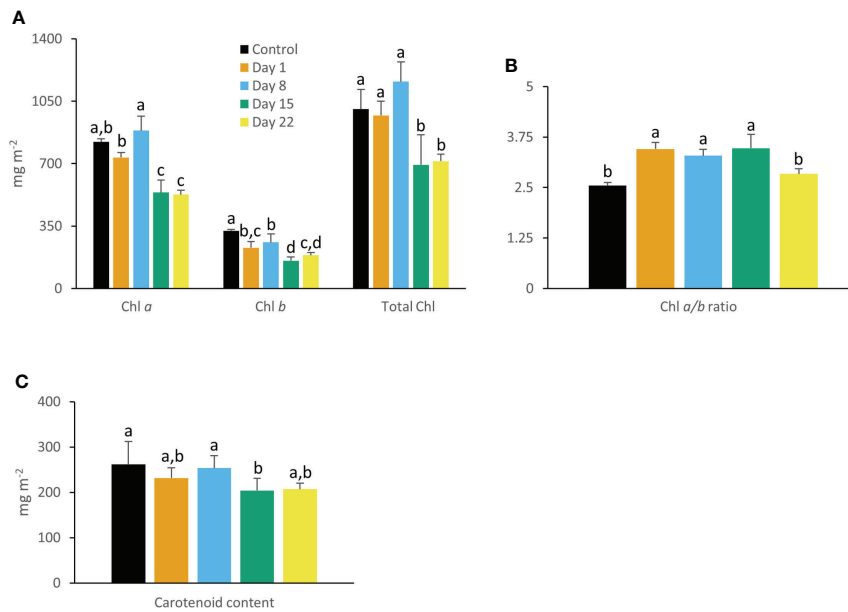 A
1400
1050
700
350
0
mg m⁻²
Control
Day 1
Day 8
Day 15
Day 22
a,b
b
a
c
c
a
b,c
b
d
c,d
a
a
a
b
b
Chl a
Chl b
Total Chl
B
5
3.75
2.5
1.25
0
b
a
a
a
b
Chl a/b ratio
C
400
300
200
100
0
mg m⁻²
a
a,b
a
b
a,b
Carotenoid content